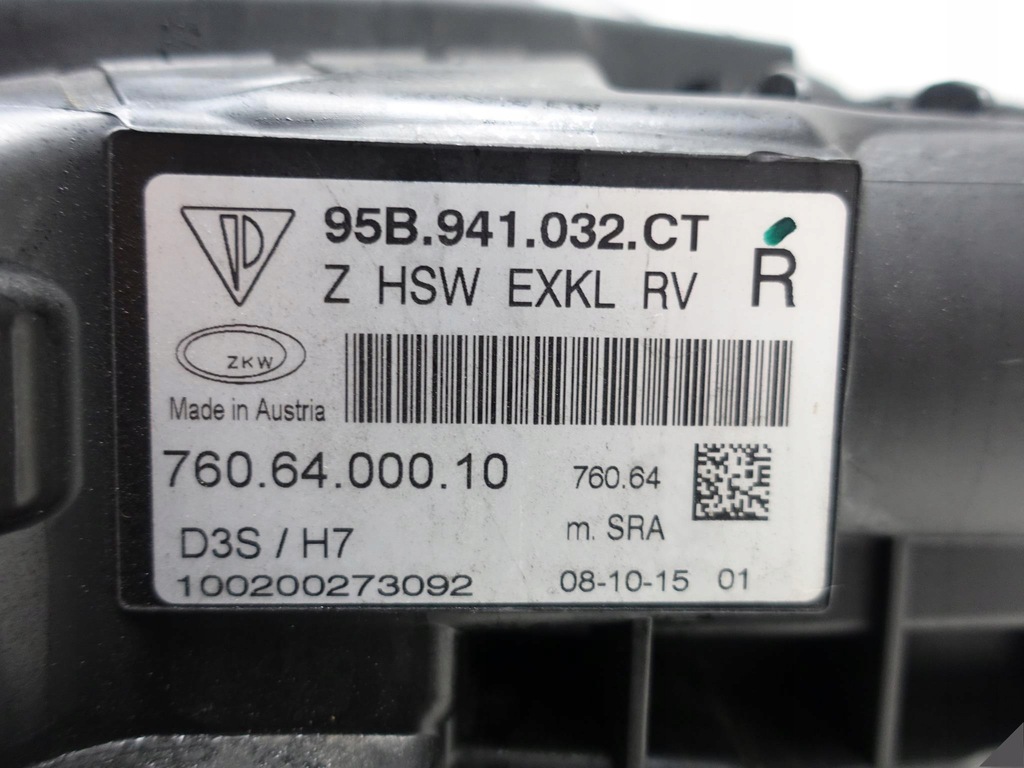 95B.941.032.CT
Z HSW EXKL RV
R
ZKW
Made in Austria
760.64.000.10
760.64
D3S / H7
m. SRA
100200273092
08-10-15 01